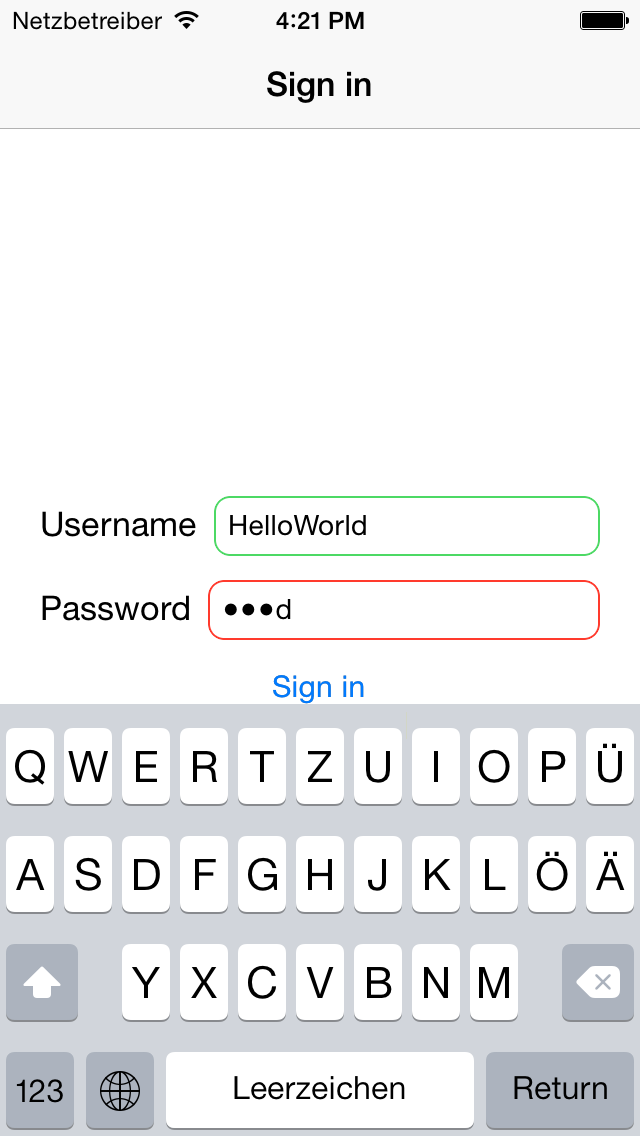 Netzbetreiber 4:21 PM
Sign in
Username HelloWorld
Password ●●●d
Sign in
Q W E R T Z U I O P Ü
A S D F G H J K L Ö Ä
Y X C V B N M
123 Leerzeichen Return